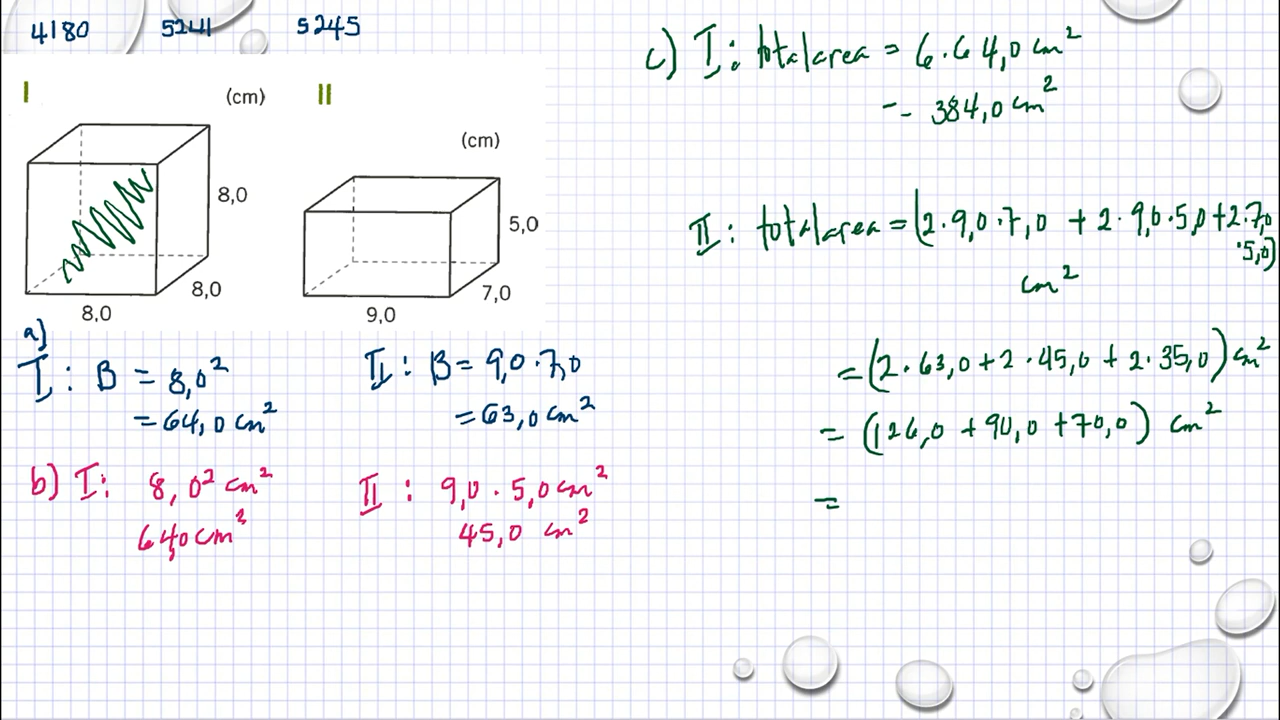 4180 5241 5245
I (cm) II
(cm)
8,0
5,0
8,0
7,0
8,0
9,0
a)
I : B = 8,0²
= 64,0 cm²
II : B = 9,0·7,0
= 63,0 cm²
b) I: 8,0² cm²
64,0 cm²
II : 9,0·5,0 cm²
45,0 cm²
c) I : total area = 6·64,0 cm²
= 384,0 cm²
II : total area = (2·9,0·7,0 + 2·9,0·5,0 + 2·7,0
·5,0)
cm²
= (2·63,0 + 2·45,0 + 2·35,0) cm²
= (126,0 + 90,0 + 70,0) cm²
=